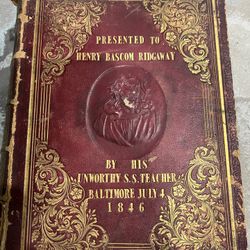 PRESENTED TO
HENRY BASCOM RIDGAWAY
BY HIS
UNWORTHY S.S. TEACHER
BALTIMORE JULY 4
1846